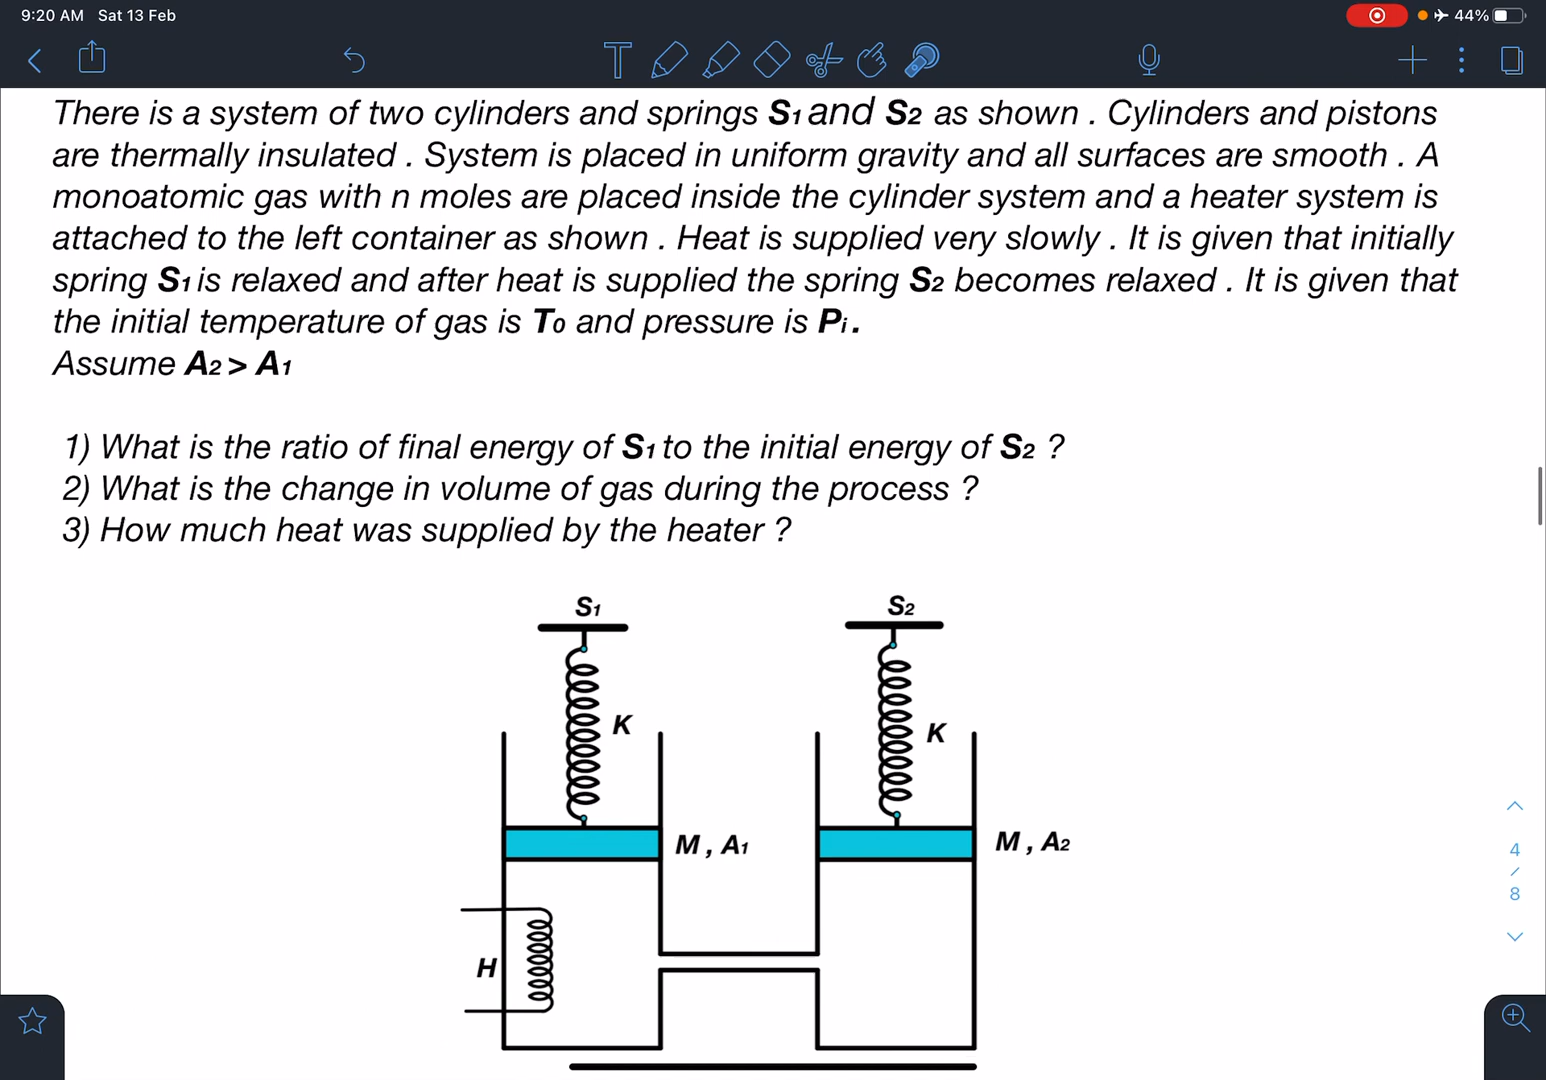 9:20 AM Sat 13 Feb
44%
There is a system of two cylinders and springs S1 and S2 as shown . Cylinders and pistons
are thermally insulated . System is placed in uniform gravity and all surfaces are smooth . A
monoatomic gas with n moles are placed inside the cylinder system and a heater system is
attached to the left container as shown . Heat is supplied very slowly . It is given that initially
spring S1 is relaxed and after heat is supplied the spring S2 becomes relaxed . It is given that
the initial temperature of gas is To and pressure is Pi .
Assume A2 > A1
1) What is the ratio of final energy of S1 to the initial energy of S2 ?
2) What is the change in volume of gas during the process ?
3) How much heat was supplied by the heater ?
S1
S2
K
K
M , A1
M , A2
H
4
/
8